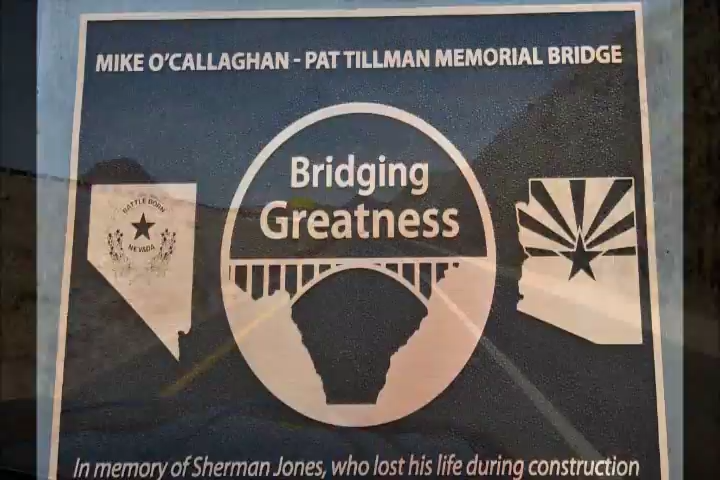 MIKE O'CALLAGHAN - PAT TILLMAN MEMORIAL BRIDGE
Bridging
Greatness
BATTLE BORN
NEVADA
In memory of Sherman Jones, who lost his life during construction